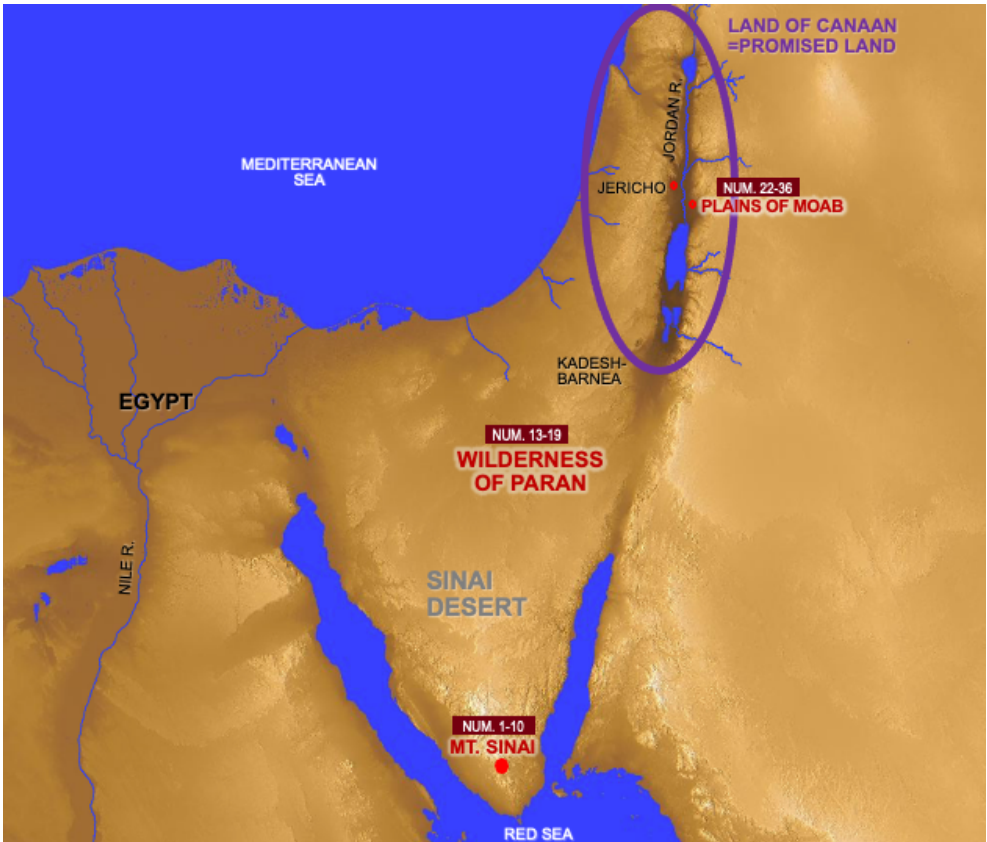 LAND OF CANAAN
=PROMISED LAND
JORDAN R.
MEDITERRANEAN
SEA
JERICHO
NUM. 22-36
PLAINS OF MOAB
KADESH-
BARNEA
EGYPT
NUM. 13-19
WILDERNESS
OF PARAN
NILE R.
SINAI
DESERT
NUM. 1-10
MT. SINAI
RED SEA